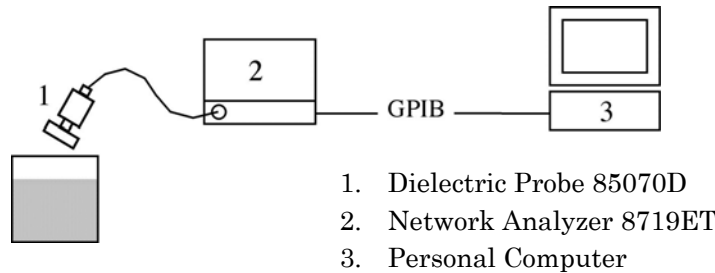 1
2
GPIB
3
1. Dielectric Probe 85070D
2. Network Analyzer 8719ET
3. Personal Computer